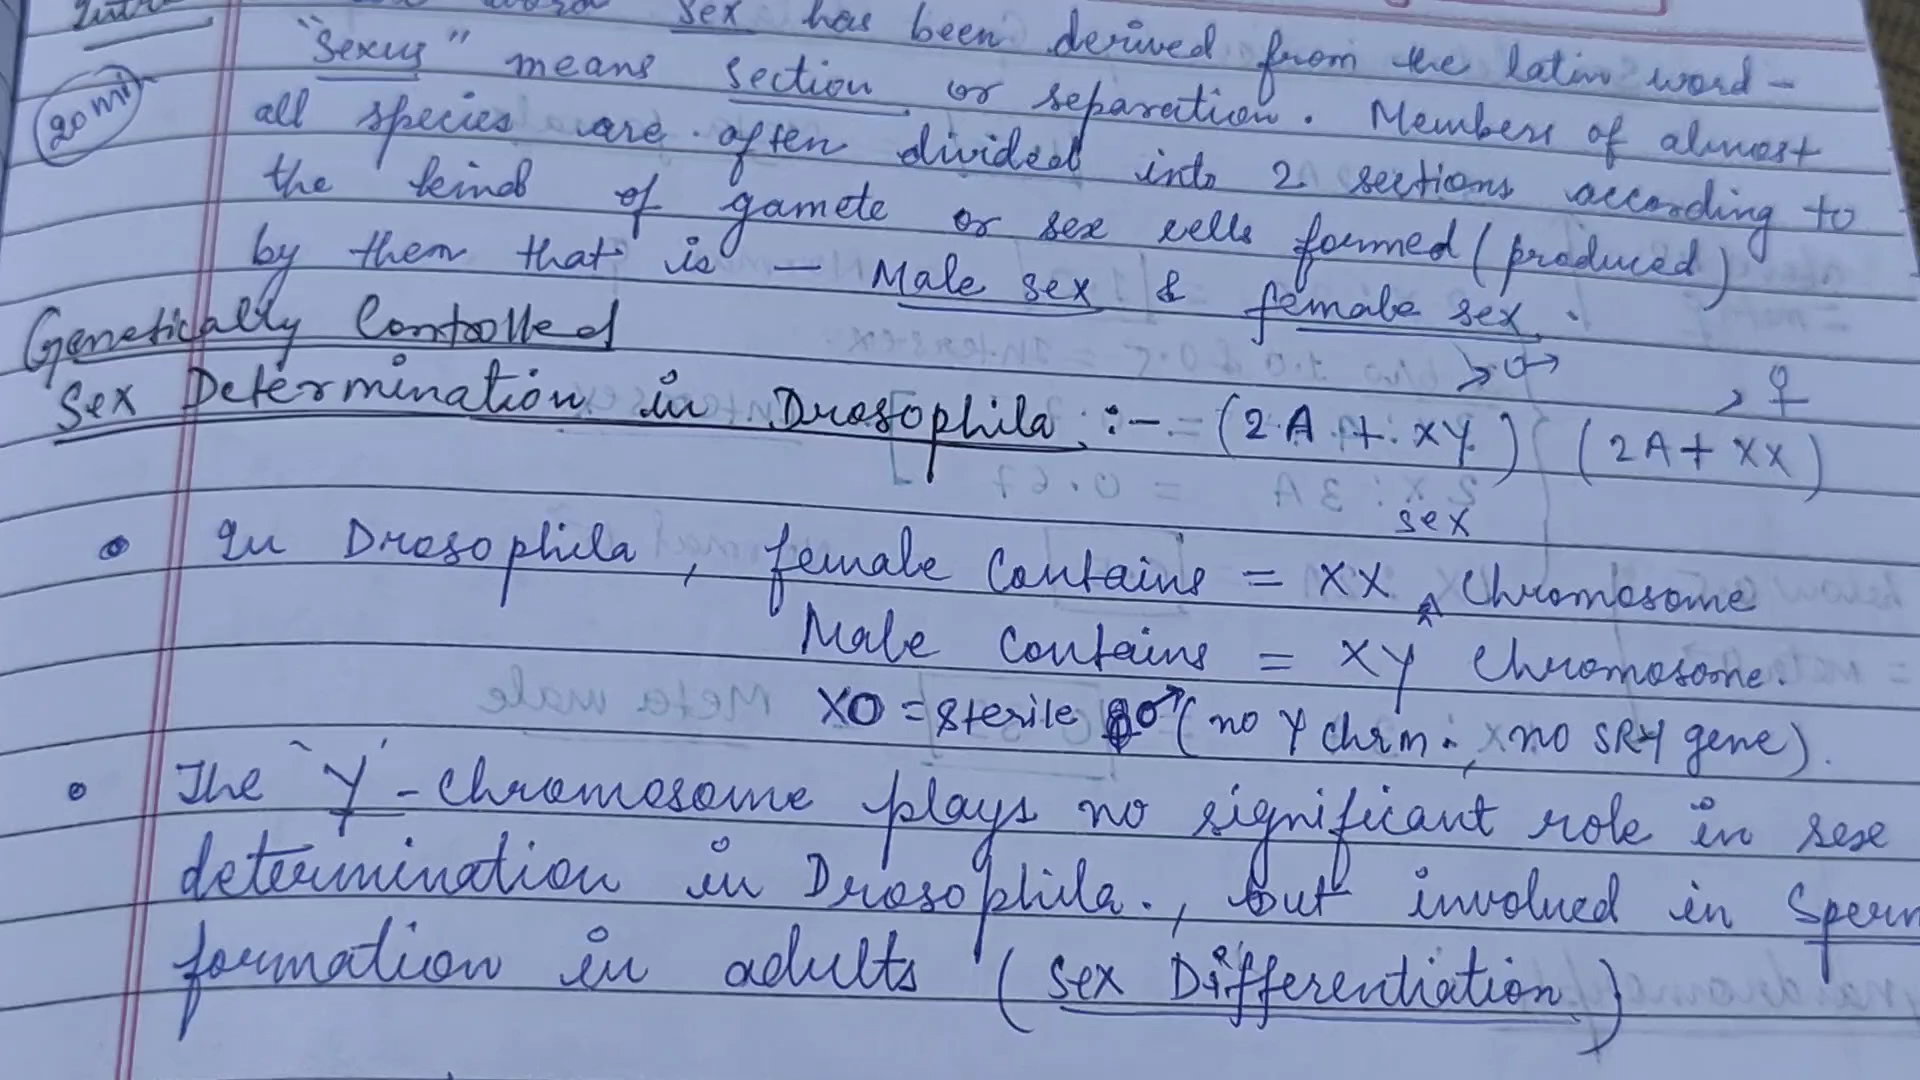 Intro
word sex has been derived from the latin word -
"Sexus" means section or separation. Members of almost
20 min
all species are often divided into 2 sections according to
the kind of gamete or sex cells formed (produced)
by them that is - Male sex & female sex.
Genetically Controlled
♂ ♀
Sex Determination in Drosophila :- (2A + XY) (2A + XX)
sex
• In Drosophila, female Contains = XX ^ Chromosome
Male Contains = XY Chromosome.
XO = Sterile ♂ (no Y chrm., no SRY gene).
• The 'Y'-Chromosome plays no significant role in sex
determination in Drosophila., but involved in Sperm
formation in adults (Sex Differentiation)